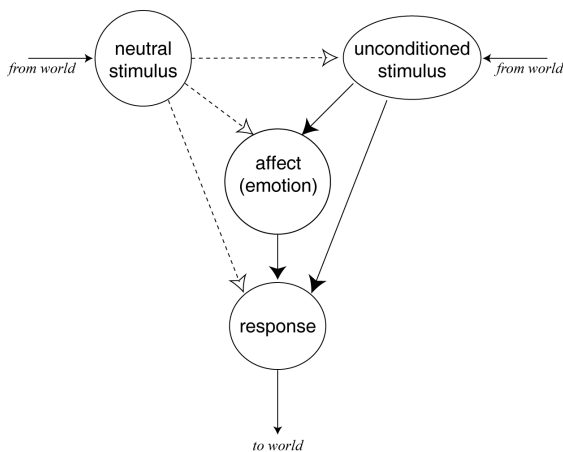 neutral
stimulus
unconditioned
stimulus
from world
from world
affect
(emotion)
response
to world